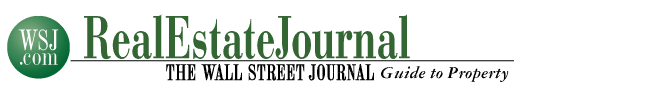 WSJ
.com
RealEstateJournal
THE WALL STREET JOURNAL Guide to Property